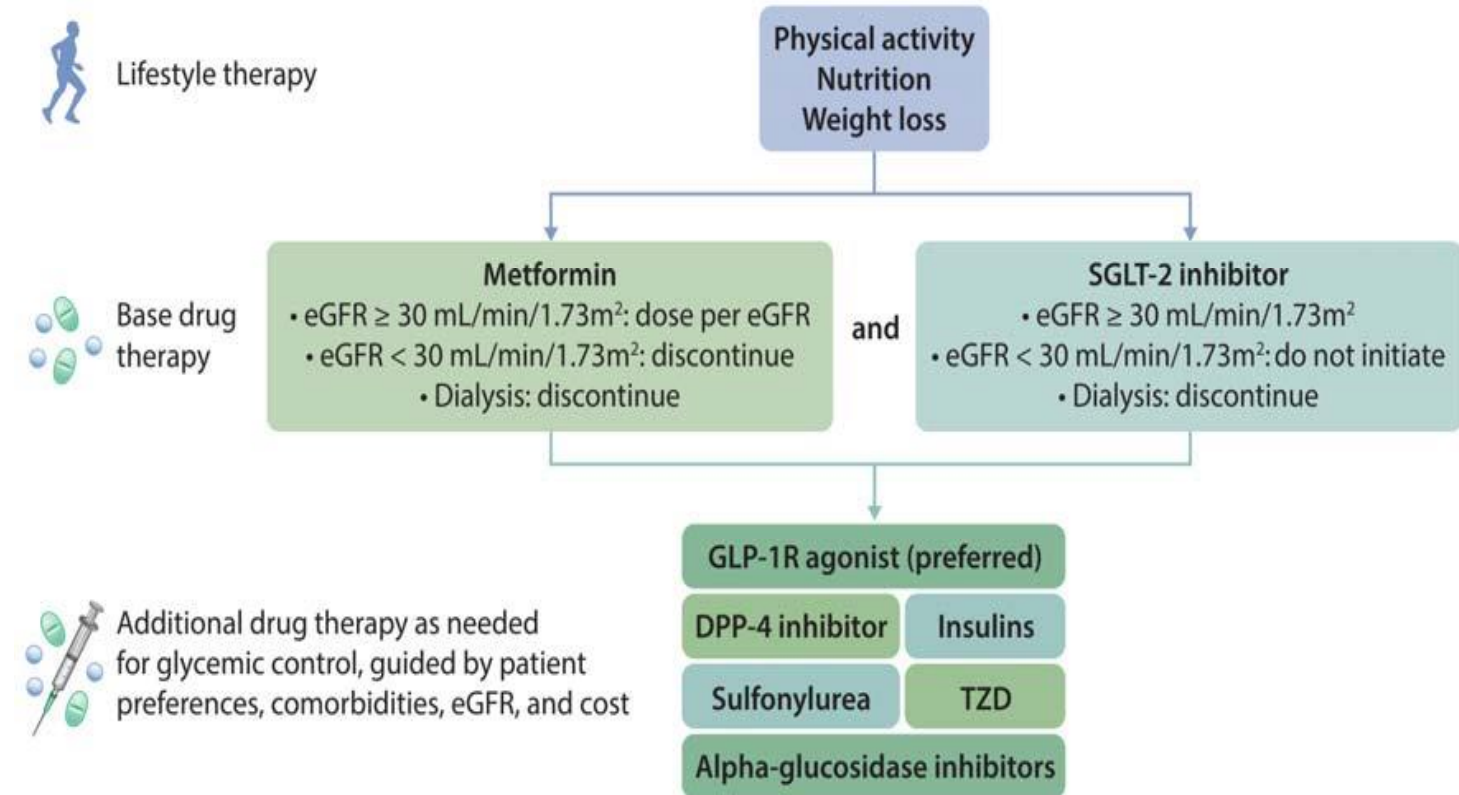 Lifestyle therapy
Physical activity
Nutrition
Weight loss
Base drug
therapy
Metformin
• eGFR ≥ 30 mL/min/1.73m²: dose per eGFR
• eGFR < 30 mL/min/1.73m²: discontinue
• Dialysis: discontinue
and
SGLT-2 inhibitor
• eGFR ≥ 30 mL/min/1.73m²
• eGFR < 30 mL/min/1.73m²: do not initiate
• Dialysis: discontinue
Additional drug therapy as needed
for glycemic control, guided by patient
preferences, comorbidities, eGFR, and cost
GLP-1R agonist (preferred)
DPP-4 inhibitor
Insulins
Sulfonylurea
TZD
Alpha-glucosidase inhibitors